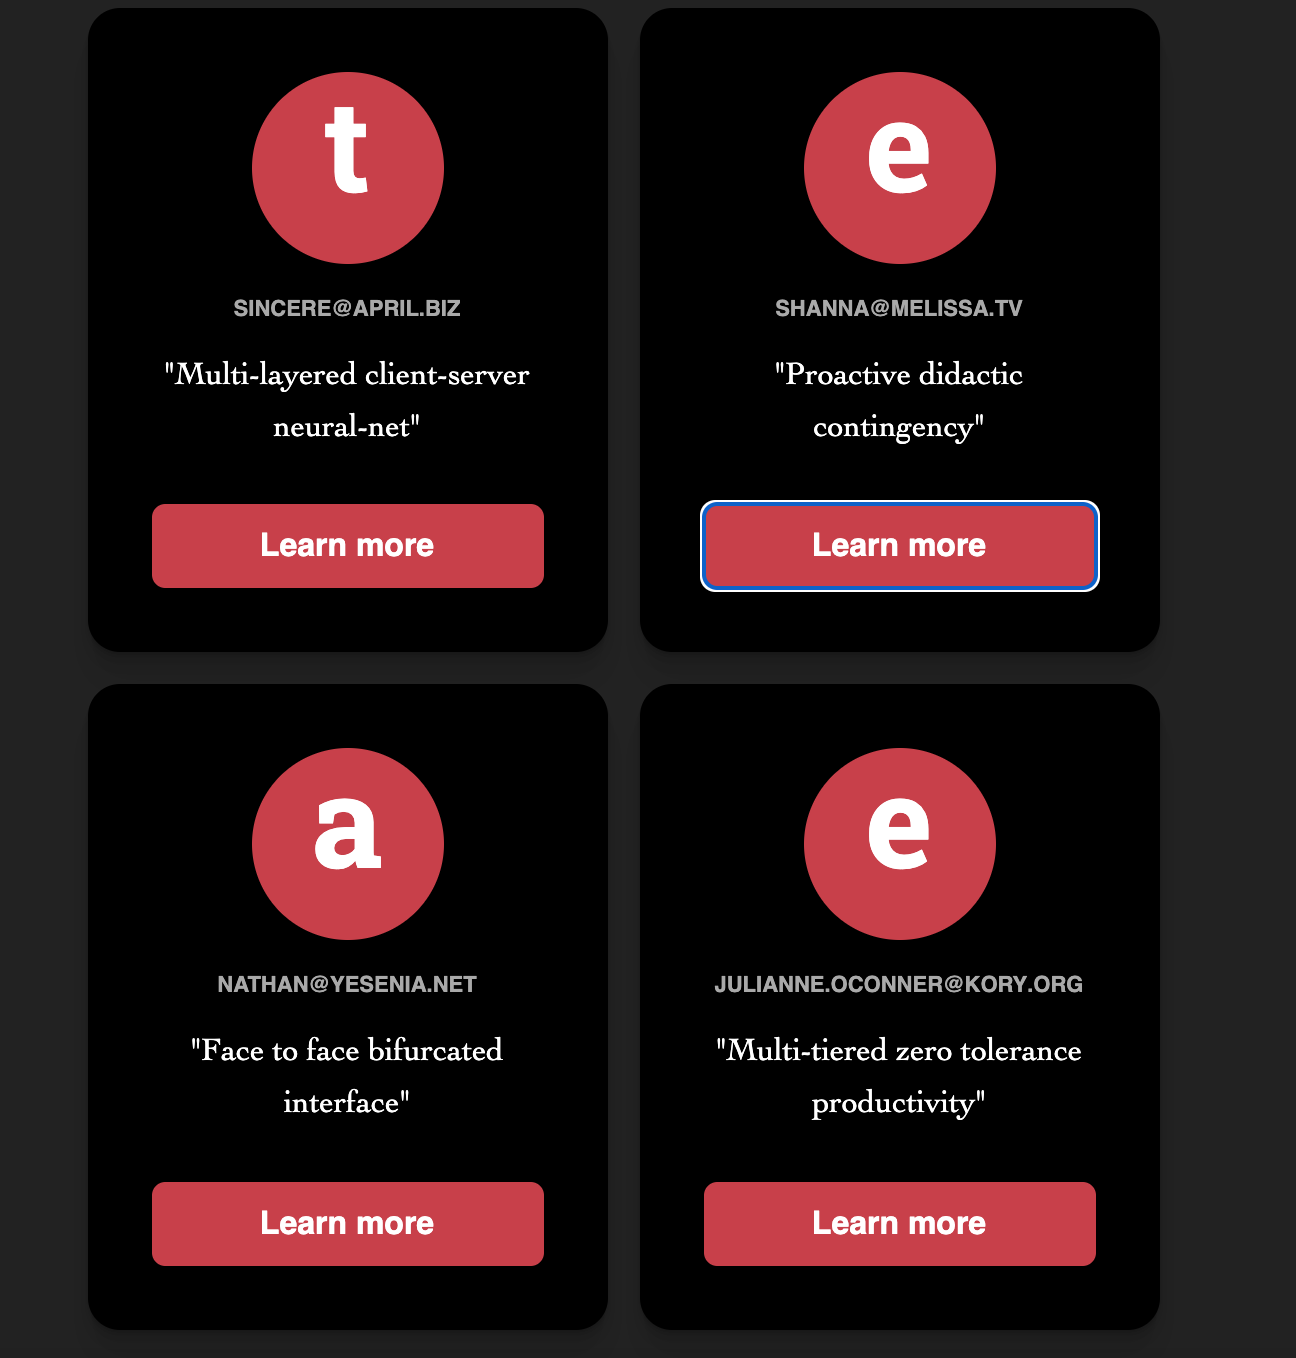 t
SINCERE@APRIL.BIZ
"Multi-layered client-server
neural-net"
Learn more
e
SHANNA@MELISSA.TV
"Proactive didactic
contingency"
Learn more
a
NATHAN@YESENIA.NET
"Face to face bifurcated
interface"
Learn more
e
JULIANNE.OCONNER@KORY.ORG
"Multi-tiered zero tolerance
productivity"
Learn more